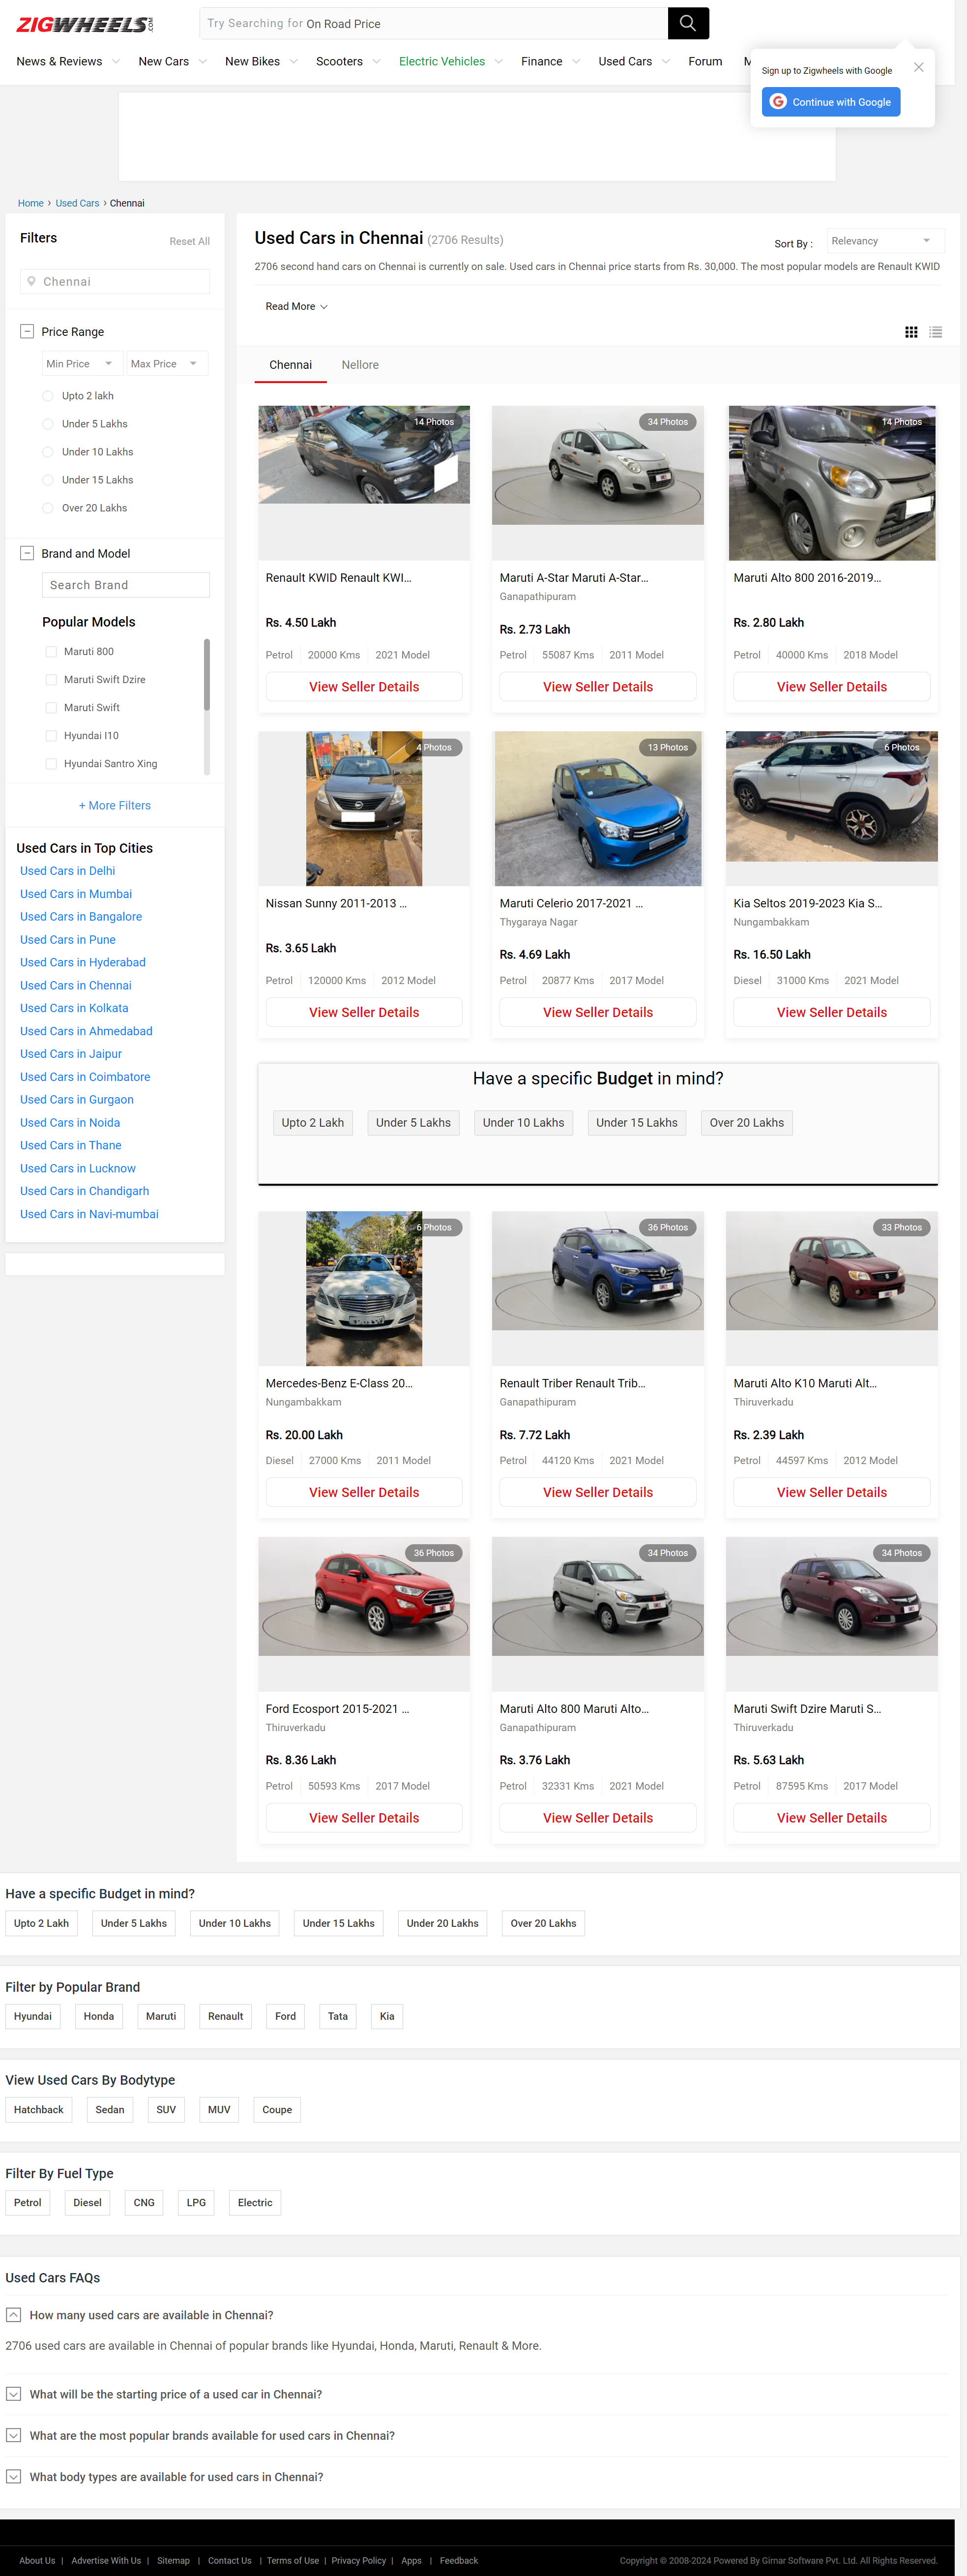 ZIGWHEELS.COM
Try Searching for On Road Price
News & Reviews
New Cars
New Bikes
Scooters
Electric Vehicles
Finance
Used Cars
Forum
M
Sign up to Zigwheels with Google
Continue with Google
Home › Used Cars › Chennai
Filters
Reset All
Chennai
Price Range
Min Price
Max Price
Upto 2 lakh
Under 5 Lakhs
Under 10 Lakhs
Under 15 Lakhs
Over 20 Lakhs
Brand and Model
Search Brand
Popular Models
Maruti 800
Maruti Swift Dzire
Maruti Swift
Hyundai I10
Hyundai Santro Xing
+ More Filters
Used Cars in Top Cities
Used Cars in Delhi
Used Cars in Mumbai
Used Cars in Bangalore
Used Cars in Pune
Used Cars in Hyderabad
Used Cars in Chennai
Used Cars in Kolkata
Used Cars in Ahmedabad
Used Cars in Jaipur
Used Cars in Coimbatore
Used Cars in Gurgaon
Used Cars in Noida
Used Cars in Thane
Used Cars in Lucknow
Used Cars in Chandigarh
Used Cars in Navi-mumbai
Used Cars in Chennai (2706 Results)
Sort By :
Relevancy
2706 second hand cars on Chennai is currently on sale. Used cars in Chennai price starts from Rs. 30,000. The most popular models are Renault KWID
Read More
Chennai
Nellore
14 Photos
Renault KWID Renault KWI...
Rs. 4.50 Lakh
Petrol 20000 Kms 2021 Model
View Seller Details
34 Photos
Maruti A-Star Maruti A-Star...
Ganapathipuram
Rs. 2.73 Lakh
Petrol 55087 Kms 2011 Model
View Seller Details
14 Photos
Maruti Alto 800 2016-2019...
Rs. 2.80 Lakh
Petrol 40000 Kms 2018 Model
View Seller Details
4 Photos
Nissan Sunny 2011-2013 ...
Rs. 3.65 Lakh
Petrol 120000 Kms 2012 Model
View Seller Details
13 Photos
Maruti Celerio 2017-2021 ...
Thygaraya Nagar
Rs. 4.69 Lakh
Petrol 20877 Kms 2017 Model
View Seller Details
6 Photos
Kia Seltos 2019-2023 Kia S...
Nungambakkam
Rs. 16.50 Lakh
Diesel 31000 Kms 2021 Model
View Seller Details
Have a specific Budget in mind?
Upto 2 Lakh
Under 5 Lakhs
Under 10 Lakhs
Under 15 Lakhs
Over 20 Lakhs
6 Photos
Mercedes-Benz E-Class 20...
Nungambakkam
Rs. 20.00 Lakh
Diesel 27000 Kms 2011 Model
View Seller Details
36 Photos
Renault Triber Renault Trib...
Ganapathipuram
Rs. 7.72 Lakh
Petrol 44120 Kms 2021 Model
View Seller Details
33 Photos
Maruti Alto K10 Maruti Alt...
Thiruverkadu
Rs. 2.39 Lakh
Petrol 44597 Kms 2012 Model
View Seller Details
36 Photos
Ford Ecosport 2015-2021 ...
Thiruverkadu
Rs. 8.36 Lakh
Petrol 50593 Kms 2017 Model
View Seller Details
34 Photos
Maruti Alto 800 Maruti Alto...
Ganapathipuram
Rs. 3.76 Lakh
Petrol 32331 Kms 2021 Model
View Seller Details
34 Photos
Maruti Swift Dzire Maruti S...
Thiruverkadu
Rs. 5.63 Lakh
Petrol 87595 Kms 2017 Model
View Seller Details
Have a specific Budget in mind?
Upto 2 Lakh
Under 5 Lakhs
Under 10 Lakhs
Under 15 Lakhs
Under 20 Lakhs
Over 20 Lakhs
Filter by Popular Brand
Hyundai
Honda
Maruti
Renault
Ford
Tata
Kia
View Used Cars By Bodytype
Hatchback
Sedan
SUV
MUV
Coupe
Filter By Fuel Type
Petrol
Diesel
CNG
LPG
Electric
Used Cars FAQs
How many used cars are available in Chennai?
2706 used cars are available in Chennai of popular brands like Hyundai, Honda, Maruti, Renault & More.
What will be the starting price of a used car in Chennai?
What are the most popular brands available for used cars in Chennai?
What body types are available for used cars in Chennai?
About Us | Advertise With Us | Sitemap | Contact Us | Terms of Use | Privacy Policy | Apps | Feedback
Copyright © 2008-2024 Powered By Girnar Software Pvt. Ltd. All Rights Reserved.